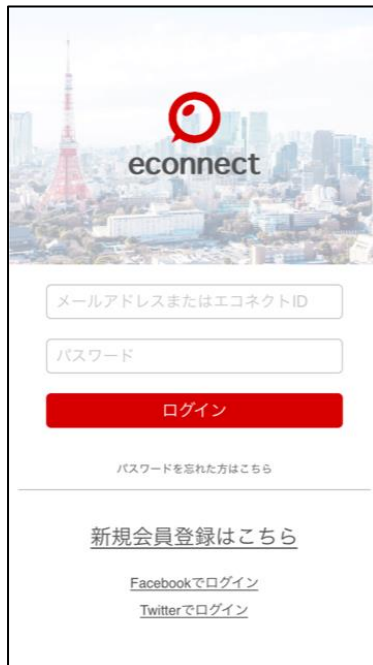 econnect
メールアドレスまたはエコネクトID
パスワード
ログイン
パスワードを忘れた方はこちら
新規会員登録はこちら
Facebookでログイン
Twitterでログイン